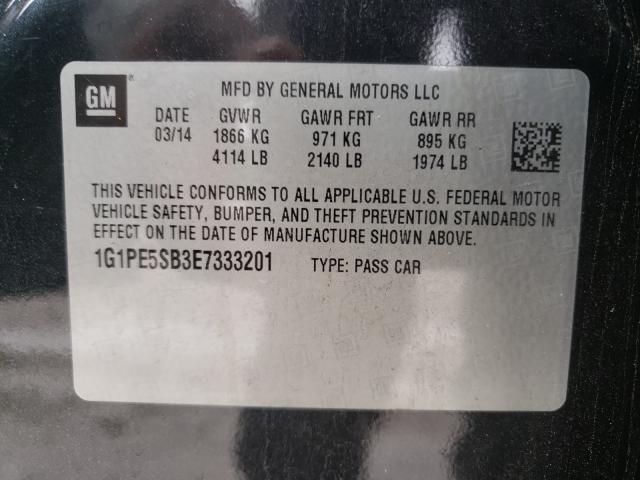 GM ® MFD BY GENERAL MOTORS LLC
DATE GVWR GAWR FRT GAWR RR
03/14 1866 KG 971 KG 895 KG
4114 LB 2140 LB 1974 LB
THIS VEHICLE CONFORMS TO ALL APPLICABLE U.S. FEDERAL MOTOR
VEHICLE SAFETY, BUMPER, AND THEFT PREVENTION STANDARDS IN
EFFECT ON THE DATE OF MANUFACTURE SHOWN ABOVE.
1G1PE5SB3E7333201 TYPE: PASS CAR